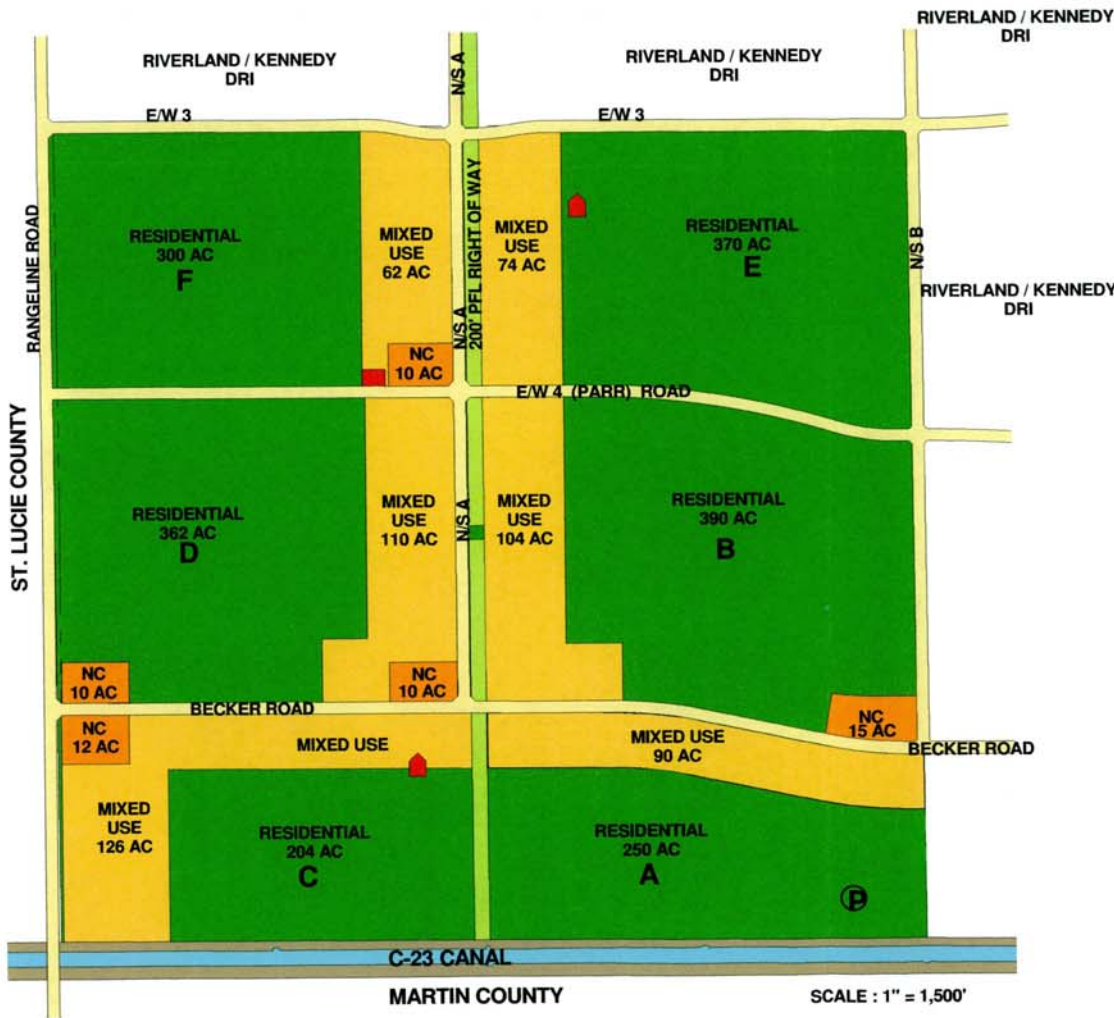 RIVERLAND / KENNEDY
DRI
RIVERLAND / KENNEDY
DRI
RIVERLAND / KENNEDY
DRI
N/S A
E/W 3
E/W 3
RANGELINE ROAD
RESIDENTIAL
300 AC
F
MIXED
USE
62 AC
200' PFL RIGHT OF WAY
MIXED
USE
74 AC
RESIDENTIAL
370 AC
E
N/S B
RIVERLAND / KENNEDY
DRI
N/S A
NC
10 AC
E/W 4 (PARR) ROAD
ST. LUCIE COUNTY
RESIDENTIAL
362 AC
D
MIXED
USE
110 AC
N/S A
MIXED
USE
104 AC
RESIDENTIAL
390 AC
B
NC
10 AC
NC
10 AC
NC
15 AC
BECKER ROAD
BECKER ROAD
NC
12 AC
MIXED USE
MIXED USE
90 AC
MIXED
USE
126 AC
RESIDENTIAL
204 AC
C
RESIDENTIAL
250 AC
A
P
C-23 CANAL
MARTIN COUNTY
SCALE : 1" = 1,500'